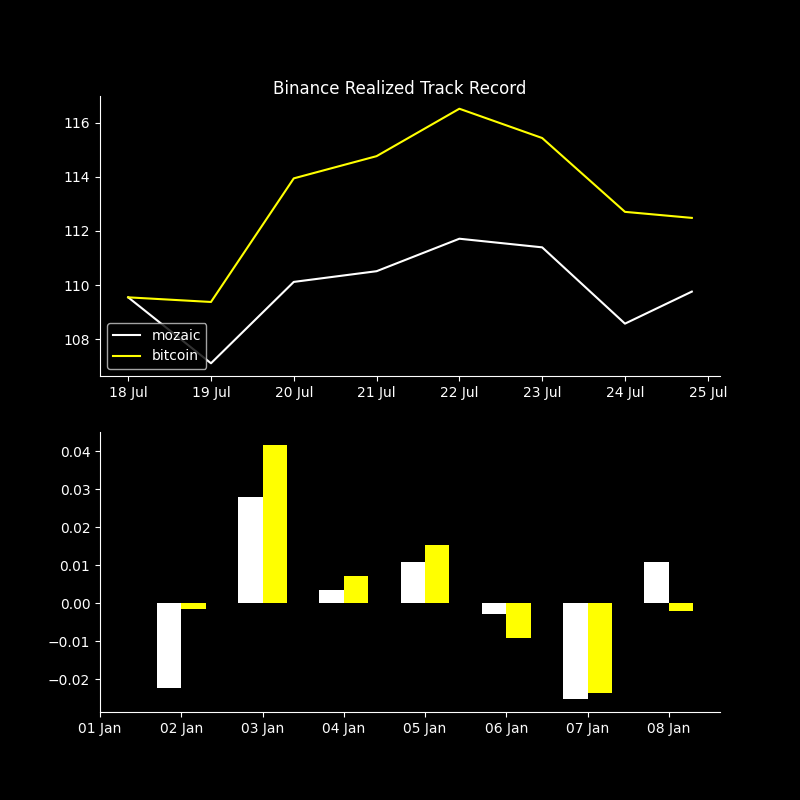 Binance Realized Track Record
116
114
112
110
108
mozaic
bitcoin
18 Jul 19 Jul 20 Jul 21 Jul 22 Jul 23 Jul 24 Jul 25 Jul
0.04
0.03
0.02
0.01
0.00
−0.01
−0.02
01 Jan 02 Jan 03 Jan 04 Jan 05 Jan 06 Jan 07 Jan 08 Jan